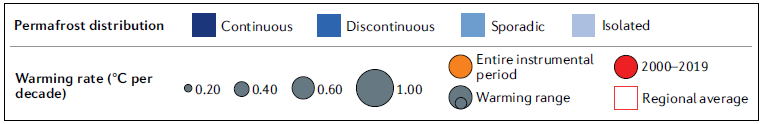 Permafrost distribution Continuous Discontinuous Sporadic Isolated
Warming rate (°C per decade) 0.20 0.40 0.60 1.00
Entire instrumental period
2000–2019
Warming range
Regional average